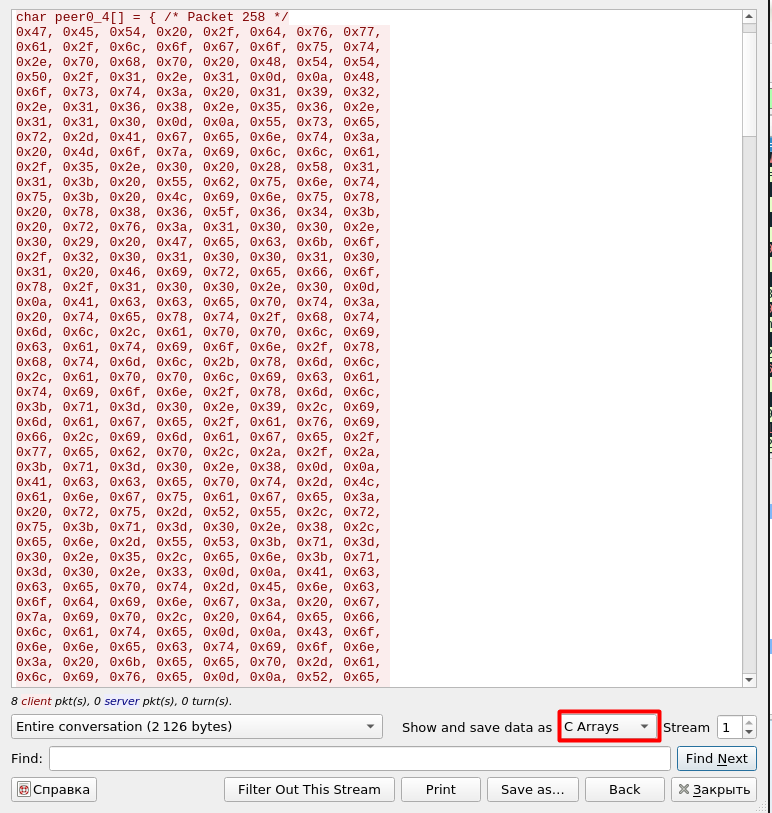 char peer0_4[] = { /* Packet 258 */
0x47, 0x45, 0x54, 0x20, 0x2f, 0x64, 0x76, 0x77,
0x61, 0x2f, 0x6c, 0x6f, 0x67, 0x6f, 0x75, 0x74,
0x2e, 0x70, 0x68, 0x70, 0x20, 0x48, 0x54, 0x54,
0x50, 0x2f, 0x31, 0x2e, 0x31, 0x0d, 0x0a, 0x48,
0x6f, 0x73, 0x74, 0x3a, 0x20, 0x31, 0x39, 0x32,
0x2e, 0x31, 0x36, 0x38, 0x2e, 0x35, 0x36, 0x2e,
0x31, 0x31, 0x30, 0x0d, 0x0a, 0x55, 0x73, 0x65,
0x72, 0x2d, 0x41, 0x67, 0x65, 0x6e, 0x74, 0x3a,
0x20, 0x4d, 0x6f, 0x7a, 0x69, 0x6c, 0x6c, 0x61,
0x2f, 0x35, 0x2e, 0x30, 0x20, 0x28, 0x58, 0x31,
0x31, 0x3b, 0x20, 0x55, 0x62, 0x75, 0x6e, 0x74,
0x75, 0x3b, 0x20, 0x4c, 0x69, 0x6e, 0x75, 0x78,
0x20, 0x78, 0x38, 0x36, 0x5f, 0x36, 0x34, 0x3b,
0x20, 0x72, 0x76, 0x3a, 0x31, 0x30, 0x30, 0x2e,
0x30, 0x29, 0x20, 0x47, 0x65, 0x63, 0x6b, 0x6f,
0x2f, 0x32, 0x30, 0x31, 0x30, 0x30, 0x31, 0x30,
0x31, 0x20, 0x46, 0x69, 0x72, 0x65, 0x66, 0x6f,
0x78, 0x2f, 0x31, 0x30, 0x30, 0x2e, 0x30, 0x0d,
0x0a, 0x41, 0x63, 0x63, 0x65, 0x70, 0x74, 0x3a,
0x20, 0x74, 0x65, 0x78, 0x74, 0x2f, 0x68, 0x74,
0x6d, 0x6c, 0x2c, 0x61, 0x70, 0x70, 0x6c, 0x69,
0x63, 0x61, 0x74, 0x69, 0x6f, 0x6e, 0x2f, 0x78,
0x68, 0x74, 0x6d, 0x6c, 0x2b, 0x78, 0x6d, 0x6c,
0x2c, 0x61, 0x70, 0x70, 0x6c, 0x69, 0x63, 0x61,
0x74, 0x69, 0x6f, 0x6e, 0x2f, 0x78, 0x6d, 0x6c,
0x3b, 0x71, 0x3d, 0x30, 0x2e, 0x39, 0x2c, 0x69,
0x6d, 0x61, 0x67, 0x65, 0x2f, 0x61, 0x76, 0x69,
0x66, 0x2c, 0x69, 0x6d, 0x61, 0x67, 0x65, 0x2f,
0x77, 0x65, 0x62, 0x70, 0x2c, 0x2a, 0x2f, 0x2a,
0x3b, 0x71, 0x3d, 0x30, 0x2e, 0x38, 0x0d, 0x0a,
0x41, 0x63, 0x63, 0x65, 0x70, 0x74, 0x2d, 0x4c,
0x61, 0x6e, 0x67, 0x75, 0x61, 0x67, 0x65, 0x3a,
0x20, 0x72, 0x75, 0x2d, 0x52, 0x55, 0x2c, 0x72,
0x75, 0x3b, 0x71, 0x3d, 0x30, 0x2e, 0x38, 0x2c,
0x65, 0x6e, 0x2d, 0x55, 0x53, 0x3b, 0x71, 0x3d,
0x30, 0x2e, 0x35, 0x2c, 0x65, 0x6e, 0x3b, 0x71,
0x3d, 0x30, 0x2e, 0x33, 0x0d, 0x0a, 0x41, 0x63,
0x63, 0x65, 0x70, 0x74, 0x2d, 0x45, 0x6e, 0x63,
0x6f, 0x64, 0x69, 0x6e, 0x67, 0x3a, 0x20, 0x67,
0x7a, 0x69, 0x70, 0x2c, 0x20, 0x64, 0x65, 0x66,
0x6c, 0x61, 0x74, 0x65, 0x0d, 0x0a, 0x43, 0x6f,
0x6e, 0x6e, 0x65, 0x63, 0x74, 0x69, 0x6f, 0x6e,
0x3a, 0x20, 0x6b, 0x65, 0x65, 0x70, 0x2d, 0x61,
0x6c, 0x69, 0x76, 0x65, 0x0d, 0x0a, 0x52, 0x65,
8 client pkt(s), 0 server pkt(s), 0 turn(s).
Entire conversation (2 126 bytes) Show and save data as C Arrays Stream 1
Find: Find Next
Справка Filter Out This Stream Print Save as… Back Закрыть